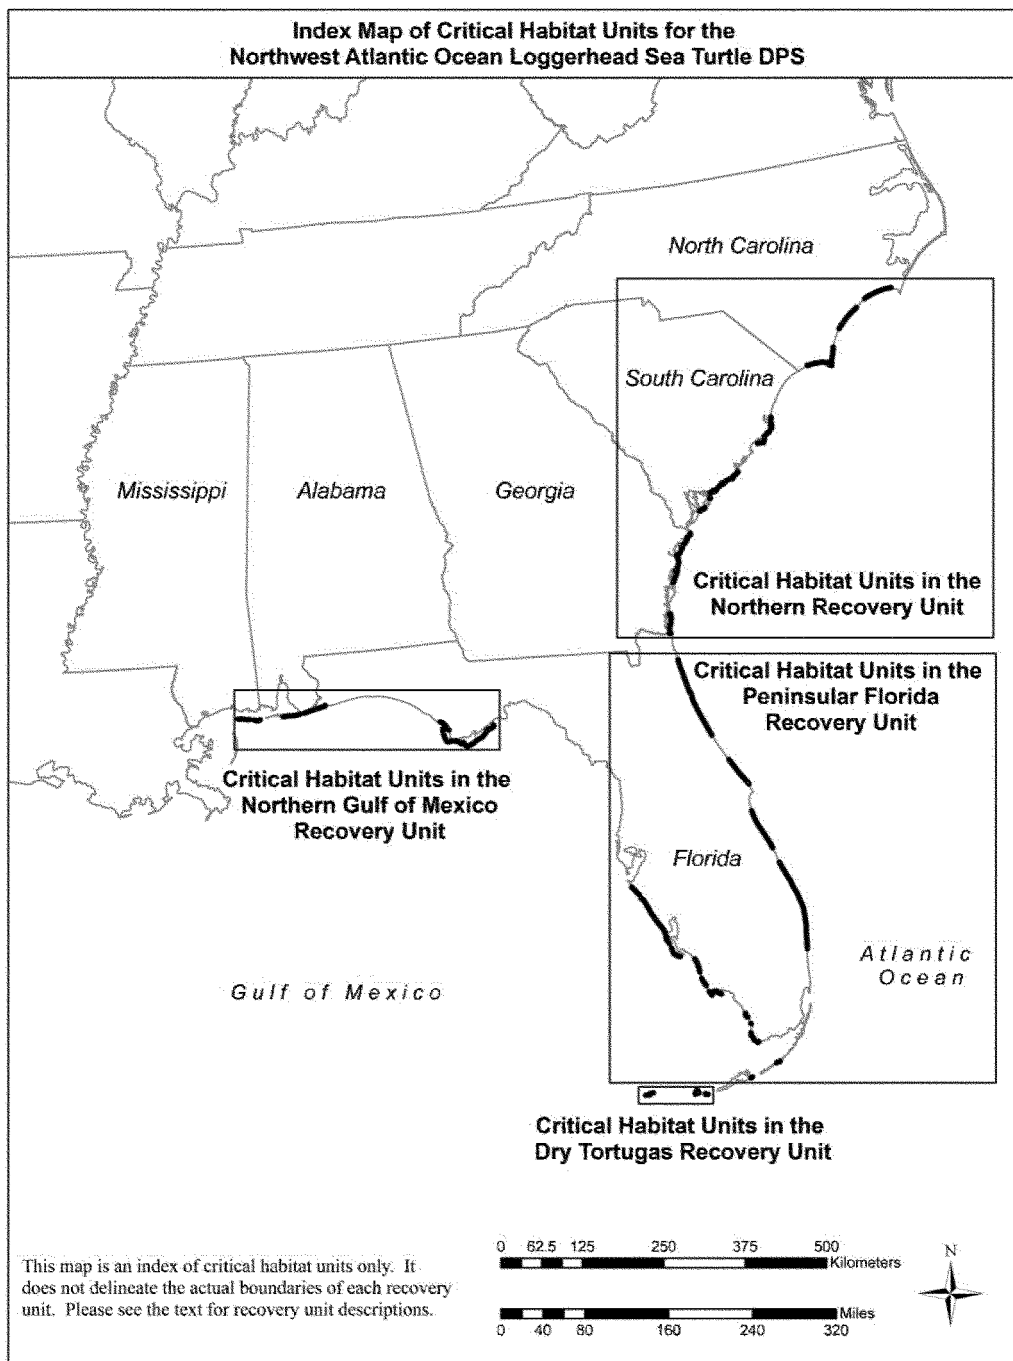 Index Map of Critical Habitat Units for the
Northwest Atlantic Ocean Loggerhead Sea Turtle DPS
North Carolina
South Carolina
Mississippi
Alabama
Georgia
Critical Habitat Units in the
Northern Recovery Unit
Critical Habitat Units in the
Peninsular Florida
Recovery Unit
Critical Habitat Units in the
Northern Gulf of Mexico
Recovery Unit
Florida
Atlantic
Ocean
Gulf of Mexico
Critical Habitat Units in the
Dry Tortugas Recovery Unit
This map is an index of critical habitat units only. It
does not delineate the actual boundaries of each recovery
unit. Please see the text for recovery unit descriptions.
0 62.5 125 250 375 500
Kilometers
Miles
0 40 80 160 240 320
N